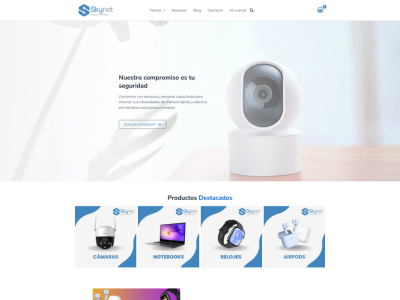 Skynet
Tienda Nosotros Blog Contacto Mi cuenta
Nuestro compromiso es tu
seguridad
Contamos con equipos y personal capacitado para
ofrecer tus necesidades de manera rápida y efectiva,
brindándote soluciones a medida.
Solicitar Cotización
Productos Destacados
Skynet
CÁMARAS
Skynet
NOTEBOOKS
Skynet
RELOJES
Skynet
AIRPODS